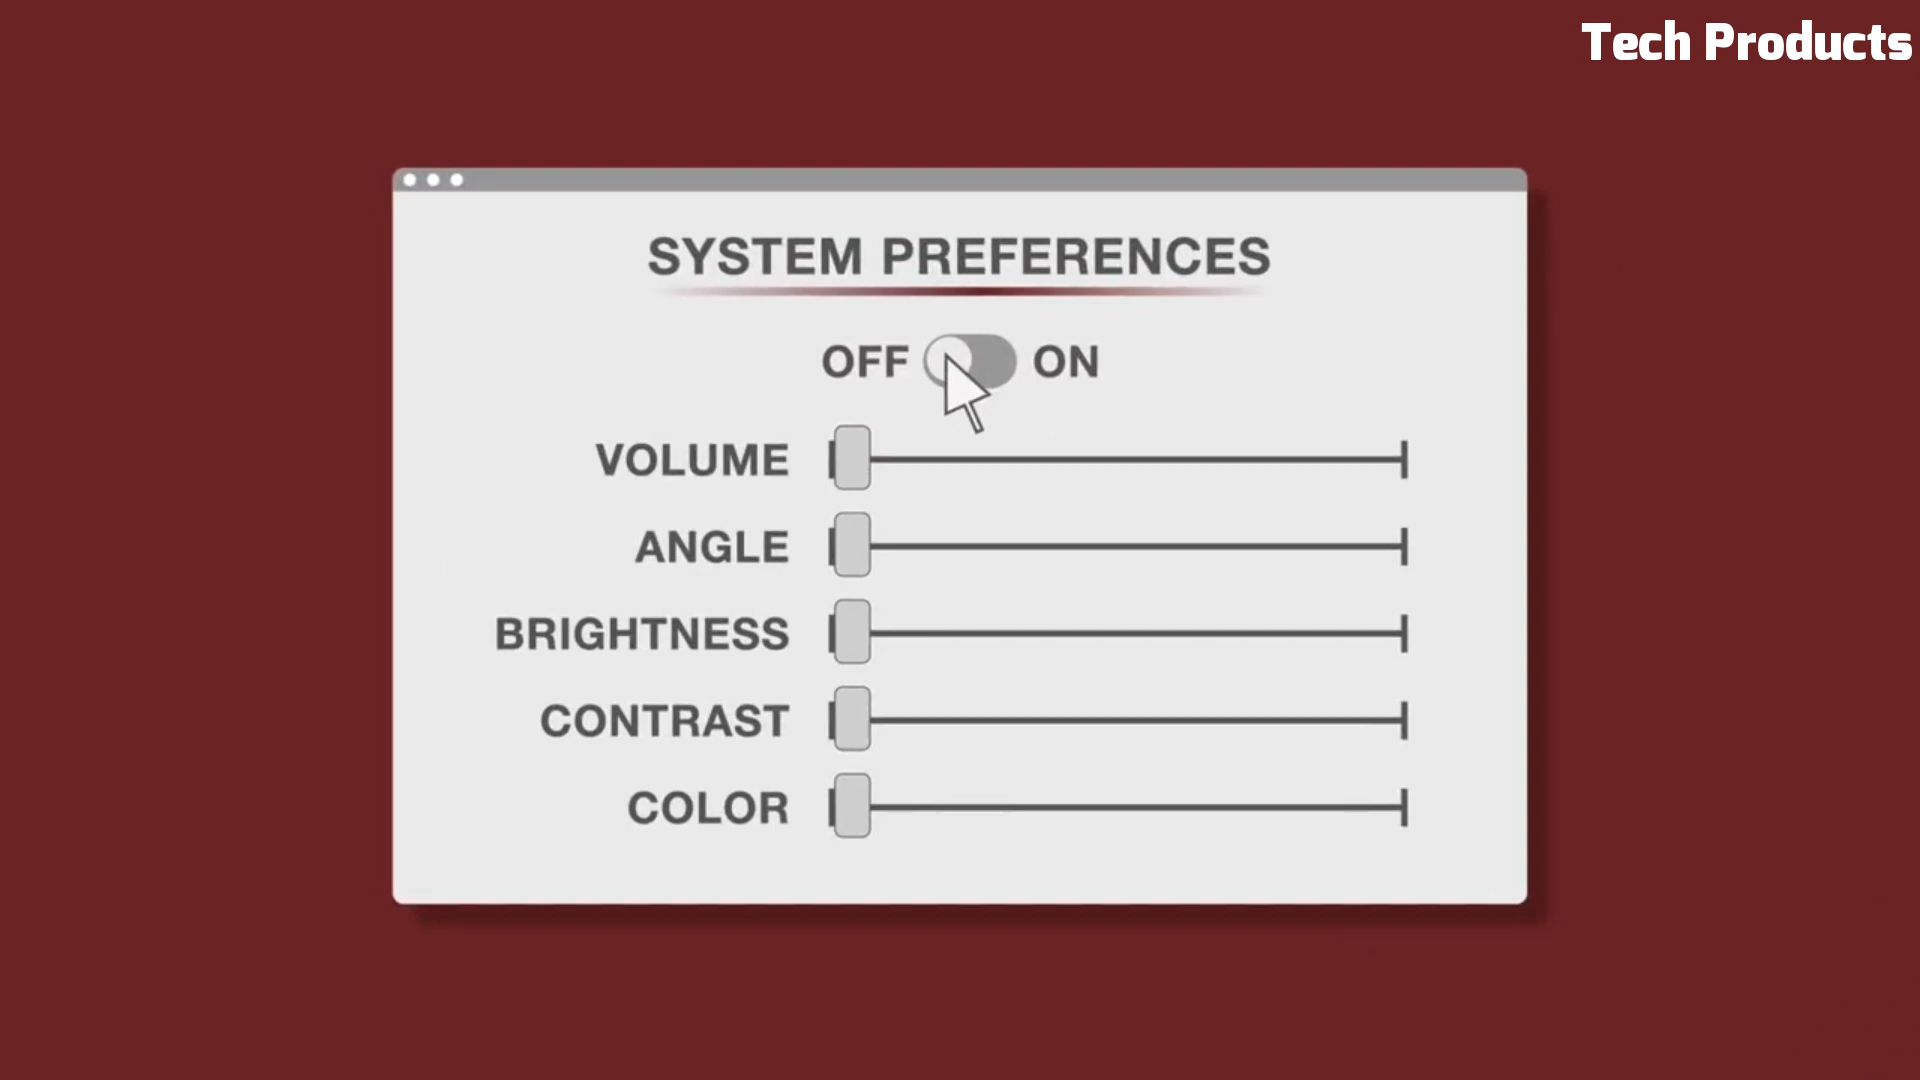 Tech Products
SYSTEM PREFERENCES
OFF ON
VOLUME
ANGLE
BRIGHTNESS
CONTRAST
COLOR